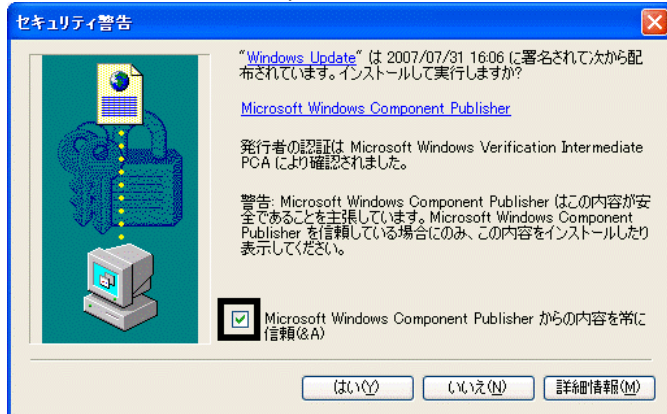 セキュリティ警告
"Windows Update" は 2007/07/31 16:06 に署名されて次から配
布されています。インストールして実行しますか?
Microsoft Windows Component Publisher
発行者の認証は Microsoft Windows Verification Intermediate
PCA により確認されました。
警告: Microsoft Windows Component Publisher はこの内容が安
全であることを主張しています。Microsoft Windows Component
Publisher を信頼している場合にのみ、この内容をインストールしたり
表示してください。
Microsoft Windows Component Publisher からの内容を常に
信頼(&A)
はい(Y) いいえ(N) 詳細情報(M)